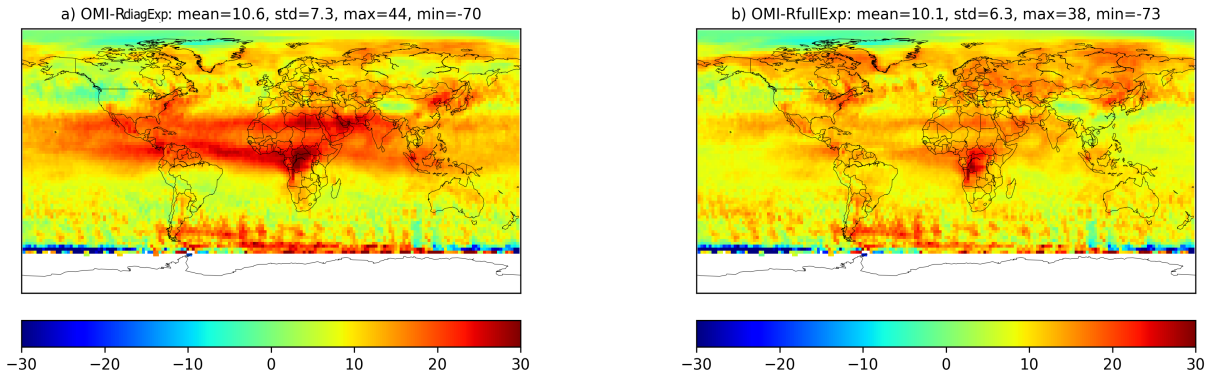 a) OMI-RdiagExp: mean=10.6, std=7.3, max=44, min=-70
b) OMI-RfullExp: mean=10.1, std=6.3, max=38, min=-73
−30 −20 −10 0 10 20 30
−30 −20 −10 0 10 20 30